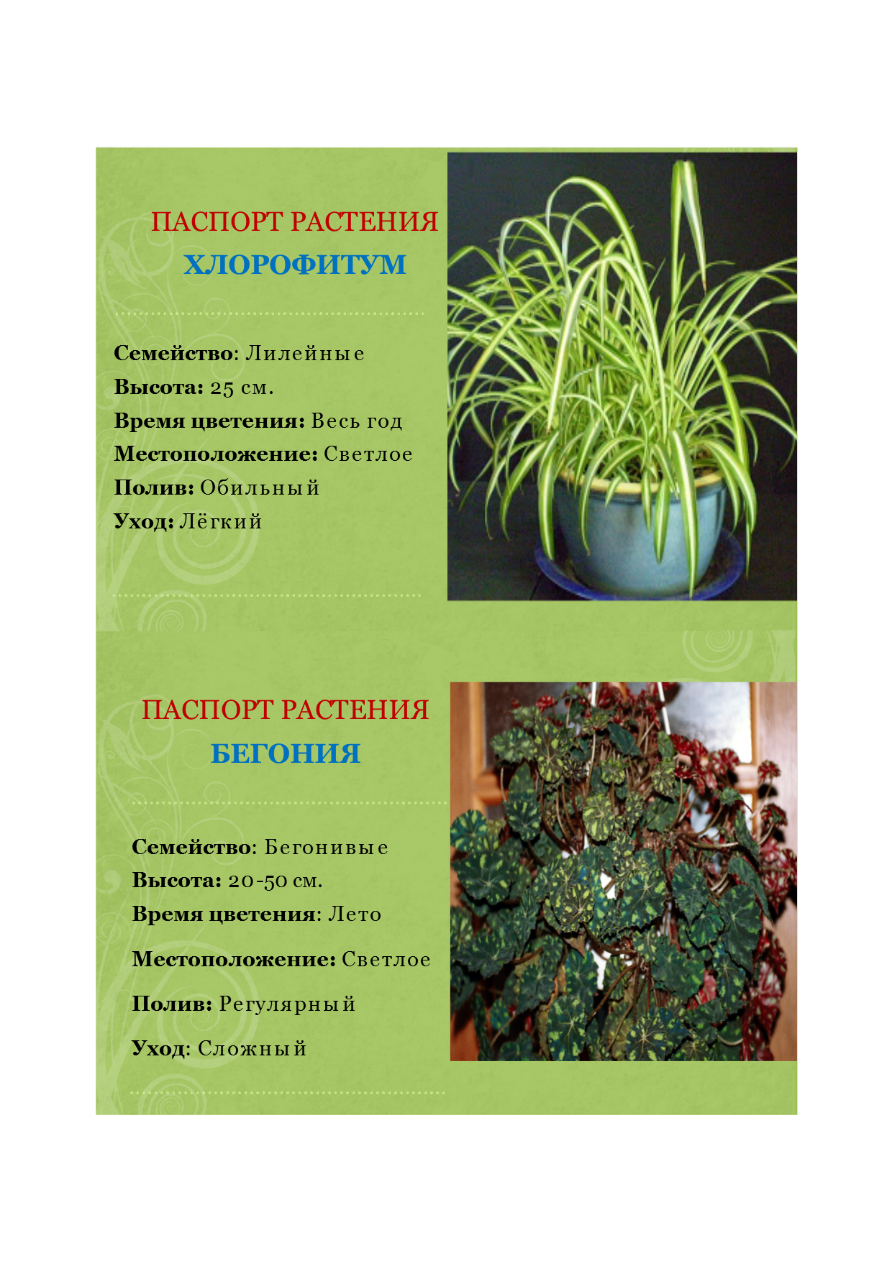 ПАСПОРТ РАСТЕНИЯ
ХЛОРОФИТУМ
Семейство: Лилейные
Высота: 25 см.
Время цветения: Весь год
Местоположение: Светлое
Полив: Обильный
Уход: Лёгкий
ПАСПОРТ РАСТЕНИЯ
БЕГОНИЯ
Семейство: Бегонивые
Высота: 20-50 см.
Время цветения: Лето
Местоположение: Светлое
Полив: Регулярный
Уход: Сложный